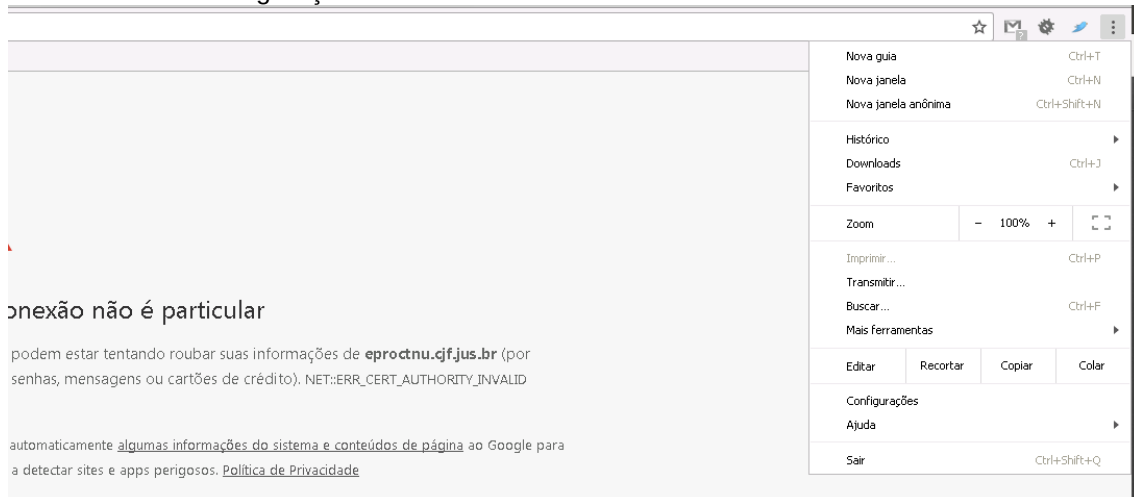 Nova guia Ctrl+T
Nova janela Ctrl+N
Nova janela anônima Ctrl+Shift+N
Histórico
Downloads Ctrl+J
Favoritos
Zoom - 100% +
Imprimir... Ctrl+P
Transmitir...
Buscar... Ctrl+F
Mais ferramentas
Editar Recortar Copiar Colar
Configurações
Ajuda
Sair Ctrl+Shift+Q
onexão não é particular
podem estar tentando roubar suas informações de eproctnu.cjf.jus.br (por
senhas, mensagens ou cartões de crédito). NET::ERR_CERT_AUTHORITY_INVALID
automaticamente algumas informações do sistema e conteúdos de página ao Google para
a detectar sites e apps perigosos. Política de Privacidade